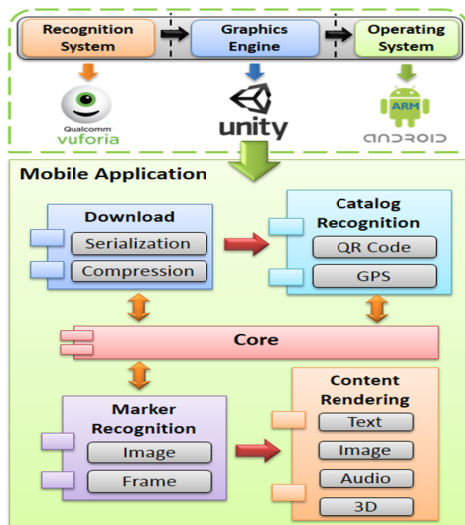 Recognition
System
Graphics
Engine
Operating
System
Qualcomm
vuforia
unity
ARM
ANDROID
Mobile Application
Download
Serialization
Compression
Catalog
Recognition
QR Code
GPS
Core
Marker
Recognition
Image
Frame
Content
Rendering
Text
Image
Audio
3D